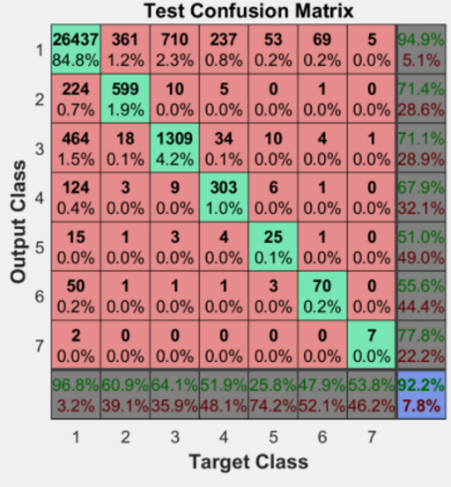 Test Confusion Matrix
1 26437 361 710 237 53 69 5 94.9%
84.8% 1.2% 2.3% 0.8% 0.2% 0.2% 0.0% 5.1%
2 224 599 10 5 0 1 0 71.4%
0.7% 1.9% 0.0% 0.0% 0.0% 0.0% 0.0% 28.6%
3 464 18 1309 34 10 4 1 71.1%
1.5% 0.1% 4.2% 0.1% 0.0% 0.0% 0.0% 28.9%
4 124 3 9 303 6 1 0 67.9%
0.4% 0.0% 0.0% 1.0% 0.0% 0.0% 0.0% 32.1%
5 15 1 3 4 25 1 0 51.0%
0.0% 0.0% 0.0% 0.0% 0.1% 0.0% 0.0% 49.0%
6 50 1 1 1 3 70 0 55.6%
0.2% 0.0% 0.0% 0.0% 0.0% 0.2% 0.0% 44.4%
7 2 0 0 0 0 0 7 77.8%
0.0% 0.0% 0.0% 0.0% 0.0% 0.0% 0.0% 22.2%
96.8% 60.9% 64.1% 51.9% 25.8% 47.9% 53.8% 92.2%
3.2% 39.1% 35.9% 48.1% 74.2% 52.1% 46.2% 7.8%
1 2 3 4 5 6 7
Target Class
Output Class